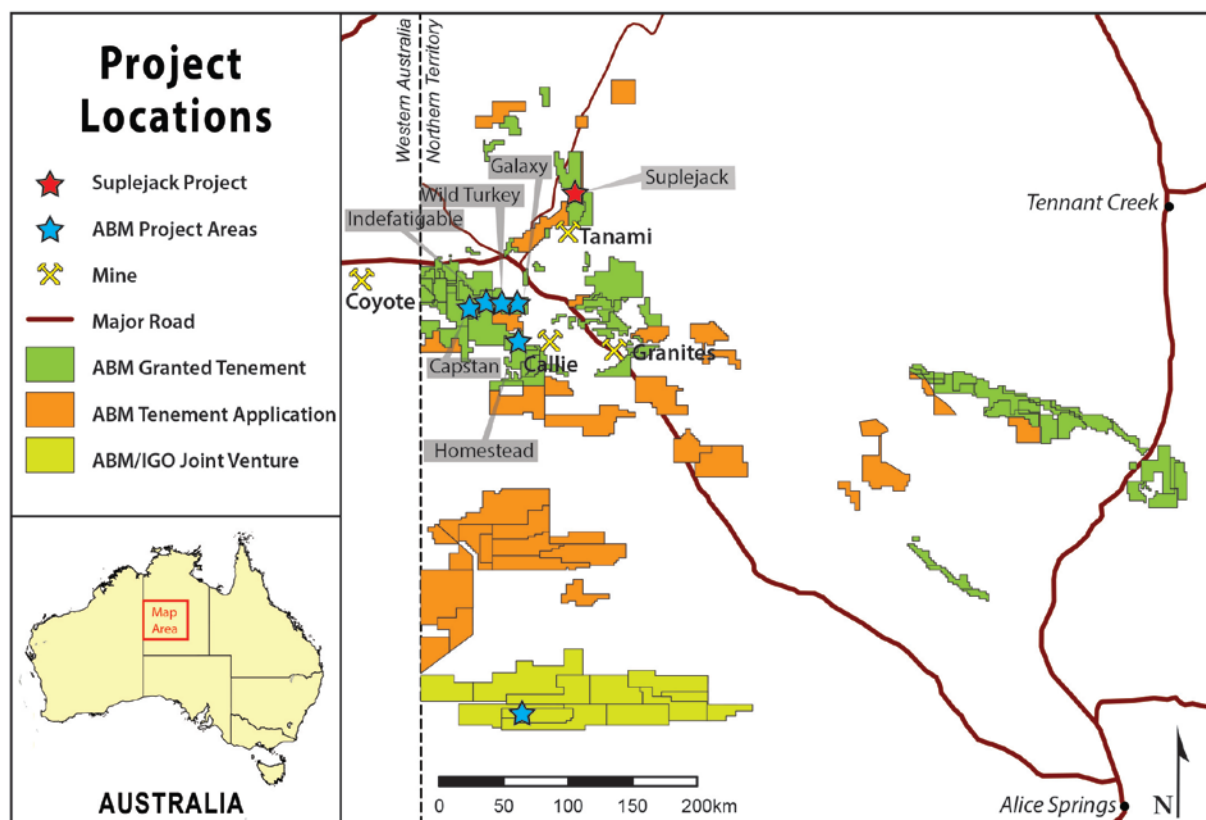 Project
Locations
Suplejack Project
ABM Project Areas
Mine
Major Road
ABM Granted Tenement
ABM Tenement Application
ABM/IGO Joint Venture
Map
Area
AUSTRALIA
Western Australia
Northern Territory
Galaxy
Suplejack
Wild Turkey
Indefatigable
Tanami
Tennant Creek
Coyote
Capstan
Callie
Granites
Homestead
0 50 100 150 200km
Alice Springs
N